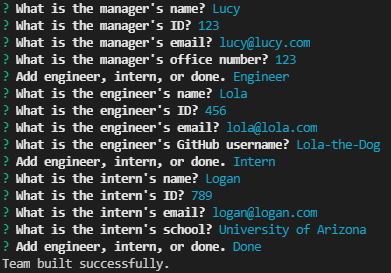 ? What is the manager's name? Lucy
? What is the manager's ID? 123
? What is the manager's email? lucy@lucy.com
? What is the manager's office number? 123
? Add engineer, intern, or done. Engineer
? What is the engineer's name? Lola
? What is the engineer's ID? 456
? What is the engineer's email? lola@lola.com
? What is the engineer's GitHub username? Lola-the-Dog
? Add engineer, intern, or done. Intern
? What is the intern's name? Logan
? What is the intern's ID? 789
? What is the intern's email? logan@logan.com
? What is the intern's school? University of Arizona
? Add engineer, intern, or done. Done
Team built successfully.